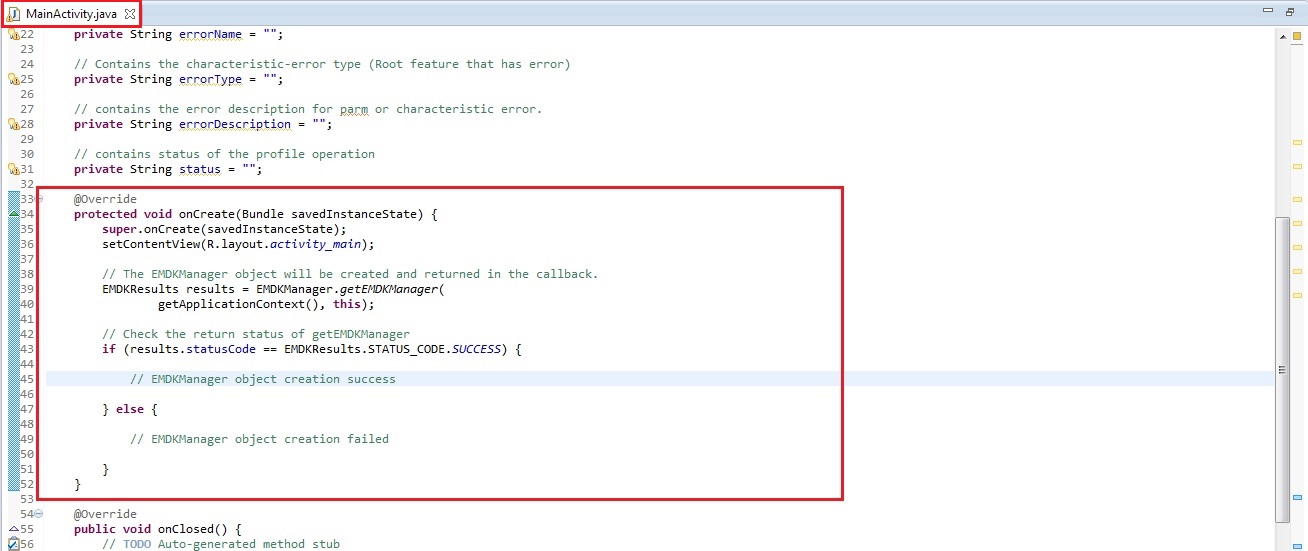 MainActivity.java
22 private String errorName = "";
23
24 // Contains the characteristic-error type (Root feature that has error)
25 private String errorType = "";
26
27 // contains the error description for parm or characteristic error.
28 private String errorDescription = "";
29
30 // contains status of the profile operation
31 private String status = "";
32
33 @Override
34 protected void onCreate(Bundle savedInstanceState) {
35 super.onCreate(savedInstanceState);
36 setContentView(R.layout.activity_main);
37
38 // The EMDKManager object will be created and returned in the callback.
39 EMDKResults results = EMDKManager.getEMDKManager(
40 getApplicationContext(), this);
41
42 // Check the return status of getEMDKManager
43 if (results.statusCode == EMDKResults.STATUS_CODE.SUCCESS) {
44
45 // EMDKManager object creation success
46
47 } else {
48
49 // EMDKManager object creation failed
50
51 }
52 }
53
54 @Override
55 public void onClosed() {
56 // TODO Auto-generated method stub